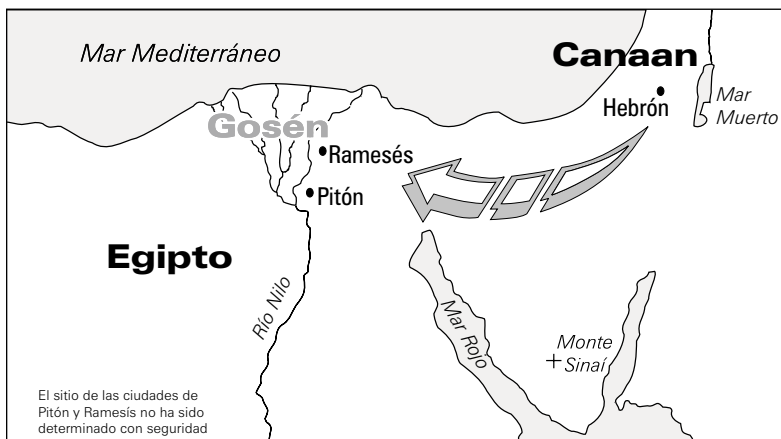 Mar Mediterráneo
Canaan
Hebrón
Mar
Muerto
Gosén
Ramesés
Pitón
Egipto
Río Nilo
Mar Rojo
Monte
Sinaí
El sitio de las ciudades de
Pitón y Ramesís no ha sido
determinado con seguridad